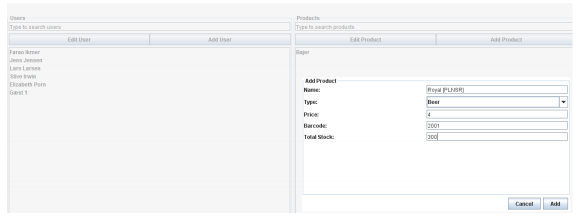 Users
Type to search users
Edit User Add User
Faran Ikmer
Jens Jensen
Lars Larsen
Stive Irwin
Elizabeth Porn
Gæst 1
Products
Type to search products
Edit Product Add Product
Bajer
Add Product
Name: Royal [PLNSR]
Type: Beer
Price: 4
Barcode: 2001
Total Stock: 300
Cancel Add